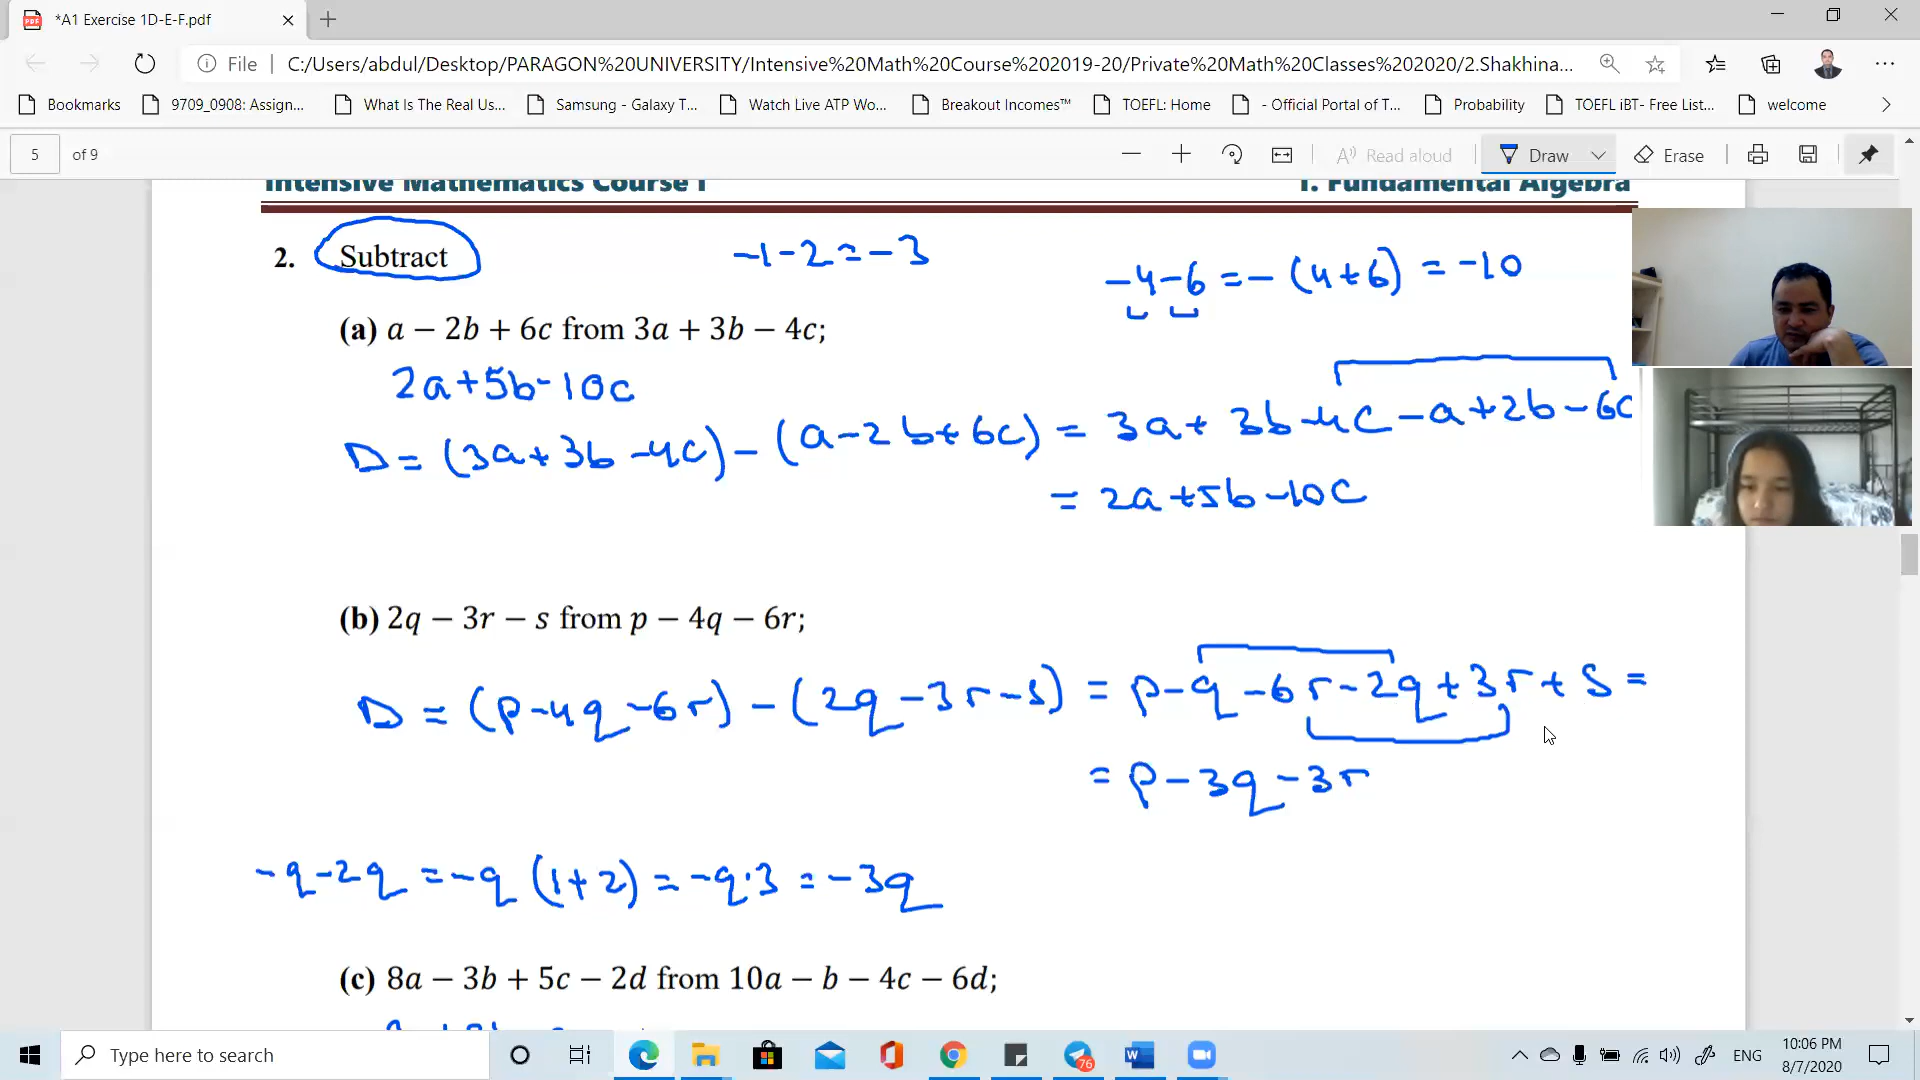 *A1 Exercise 1D-E-F.pdf
File
C:/Users/abdul/Desktop/PARAGON%20UNIVERSITY/Intensive%20Math%20Course%202019-20/Private%20Math%20Classes%202020/2.Shakhina...
Bookmarks 9709_0908: Assign... What Is The Real Us... Samsung - Galaxy T... Watch Live ATP Wo... Breakout Incomes™ TOEFL: Home - Official Portal of T... Probability TOEFL iBT- Free List... welcome
5 of 9 Read aloud Draw Erase
Intensive Mathematics Course I 1. Fundamental Algebra
2. Subtract -1-2=-3
-4-6=-(4+6)=-10
(a) a − 2b + 6c from 3a + 3b − 4c;
2a+5b-10c
D=(3a+3b-4c)-(a-2b+6c)=3a+3b-4c-a+2b-6c
=2a+5b-10c
(b) 2q − 3r − s from p − 4q − 6r;
D=(p-4q-6r)-(2q-3r-s)=p-q-6r-2q+3r+s=
=p-3q-3r
-q-2q=-q(1+2)=-q·3=-3q
(c) 8a − 3b + 5c − 2d from 10a − b − 4c − 6d;
Type here to search
76
ENG
10:06 PM
8/7/2020